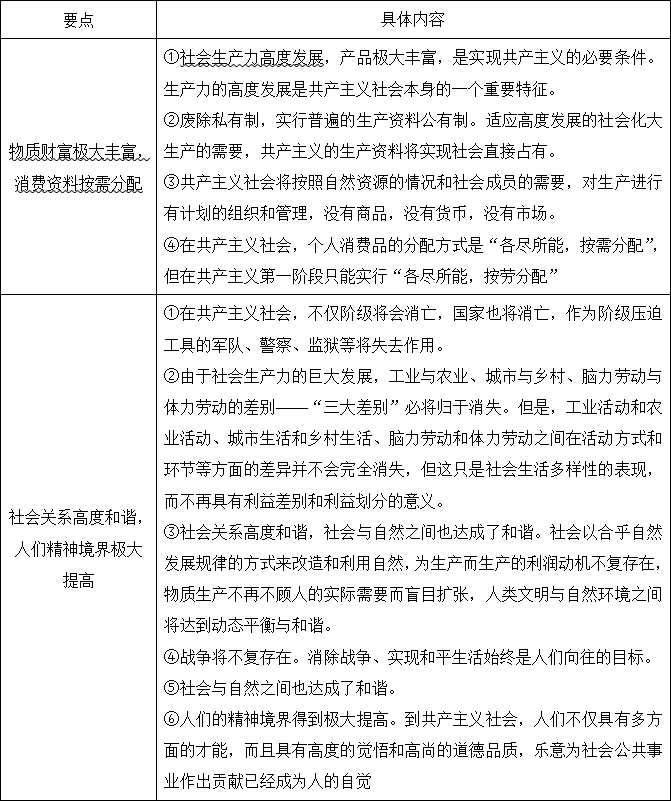 要点
具体内容
物质财富极大丰富，
消费资料按需分配
①社会生产力高度发展，产品极大丰富，是实现共产主义的必要条件。
生产力的高度发展是共产主义社会本身的一个重要特征。
②废除私有制，实行普遍的生产资料公有制。适应高度发展的社会化大
生产的需要，共产主义的生产资料将实现社会直接占有。
③共产主义社会将按照自然资源的情况和社会成员的需要，对生产进行
有计划的组织和管理，没有商品，没有货币，没有市场。
④在共产主义社会，个人消费品的分配方式是“各尽所能，按需分配”，
但在共产主义第一阶段只能实行“各尽所能，按劳分配”
社会关系高度和谐，
人们精神境界极大
提高
①在共产主义社会，不仅阶级将会消亡，国家也将消亡，作为阶级压迫
工具的军队、警察、监狱等将失去作用。
②由于社会生产力的巨大发展，工业与农业、城市与乡村、脑力劳动与
体力劳动的差别——“三大差别”必将归于消失。但是，工业活动和农
业活动、城市生活和乡村生活、脑力劳动和体力劳动之间在活动方式和
环节等方面的差异并不会完全消失，但这只是社会生活多样性的表现，
而不再具有利益差别和利益划分的意义。
③社会关系高度和谐，社会与自然之间也达成了和谐。社会以合乎自然
发展规律的方式来改造和利用自然，为生产而生产的利润动机不复存在，
物质生产不再不顾人的实际需要而盲目扩张，人类文明与自然环境之间
将达到动态平衡与和谐。
④战争将不复存在。消除战争、实现和平生活始终是人们向往的目标。
⑤社会与自然之间也达成了和谐。
⑥人们的精神境界得到极大提高。到共产主义社会，人们不仅具有多方
面的才能，而且具有高度的觉悟和高尚的道德品质，乐意为社会公共事
业作出贡献已经成为人的自觉